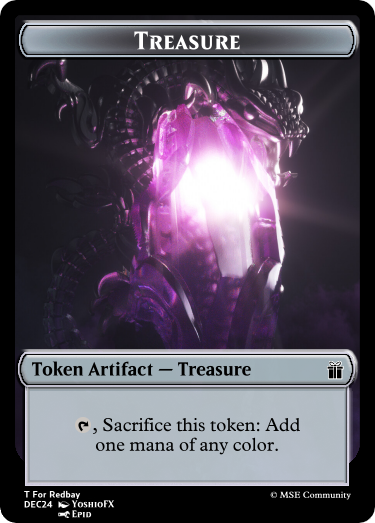 Treasure
Token Artifact — Treasure
, Sacrifice this token: Add
one mana of any color.
T For Redbay
DEC24 YoshioFX
Epid
© MSE Community